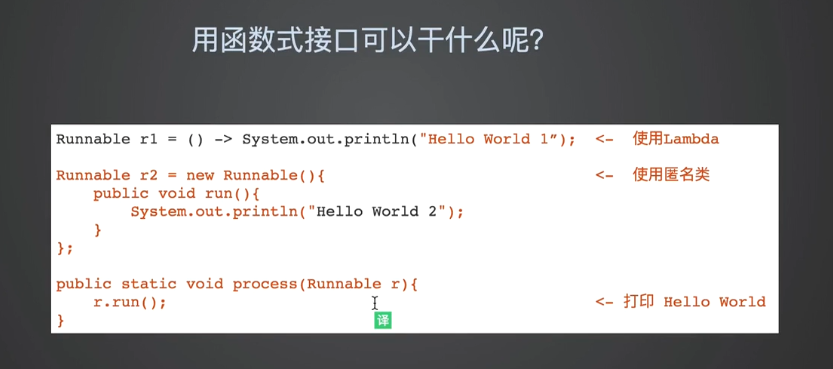 用函数式接口可以干什么呢?
Runnable r1 = () -> System.out.println("Hello World 1”); <- 使用Lambda
Runnable r2 = new Runnable(){ <- 使用匿名类
public void run(){
System.out.println("Hello World 2");
}
};
public static void process(Runnable r){
r.run(); <- 打印 Hello World
}
译